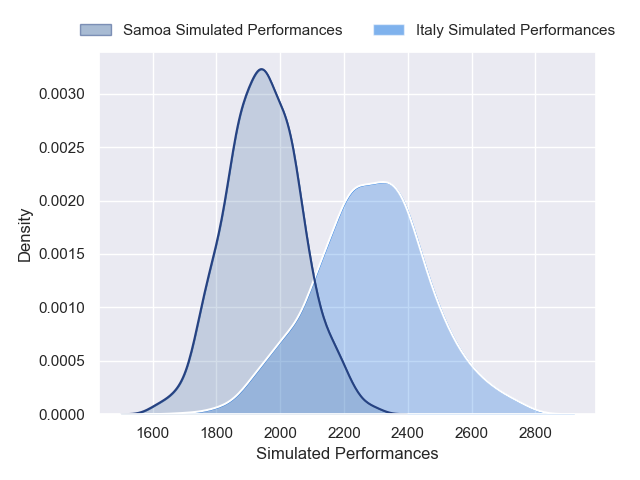 Samoa Simulated Performances Italy Simulated Performances
0.0030
0.0025
0.0020
0.0015
0.0010
0.0005
0.0000
Density
1600 1800 2000 2200 2400 2600 2800
Simulated Performances